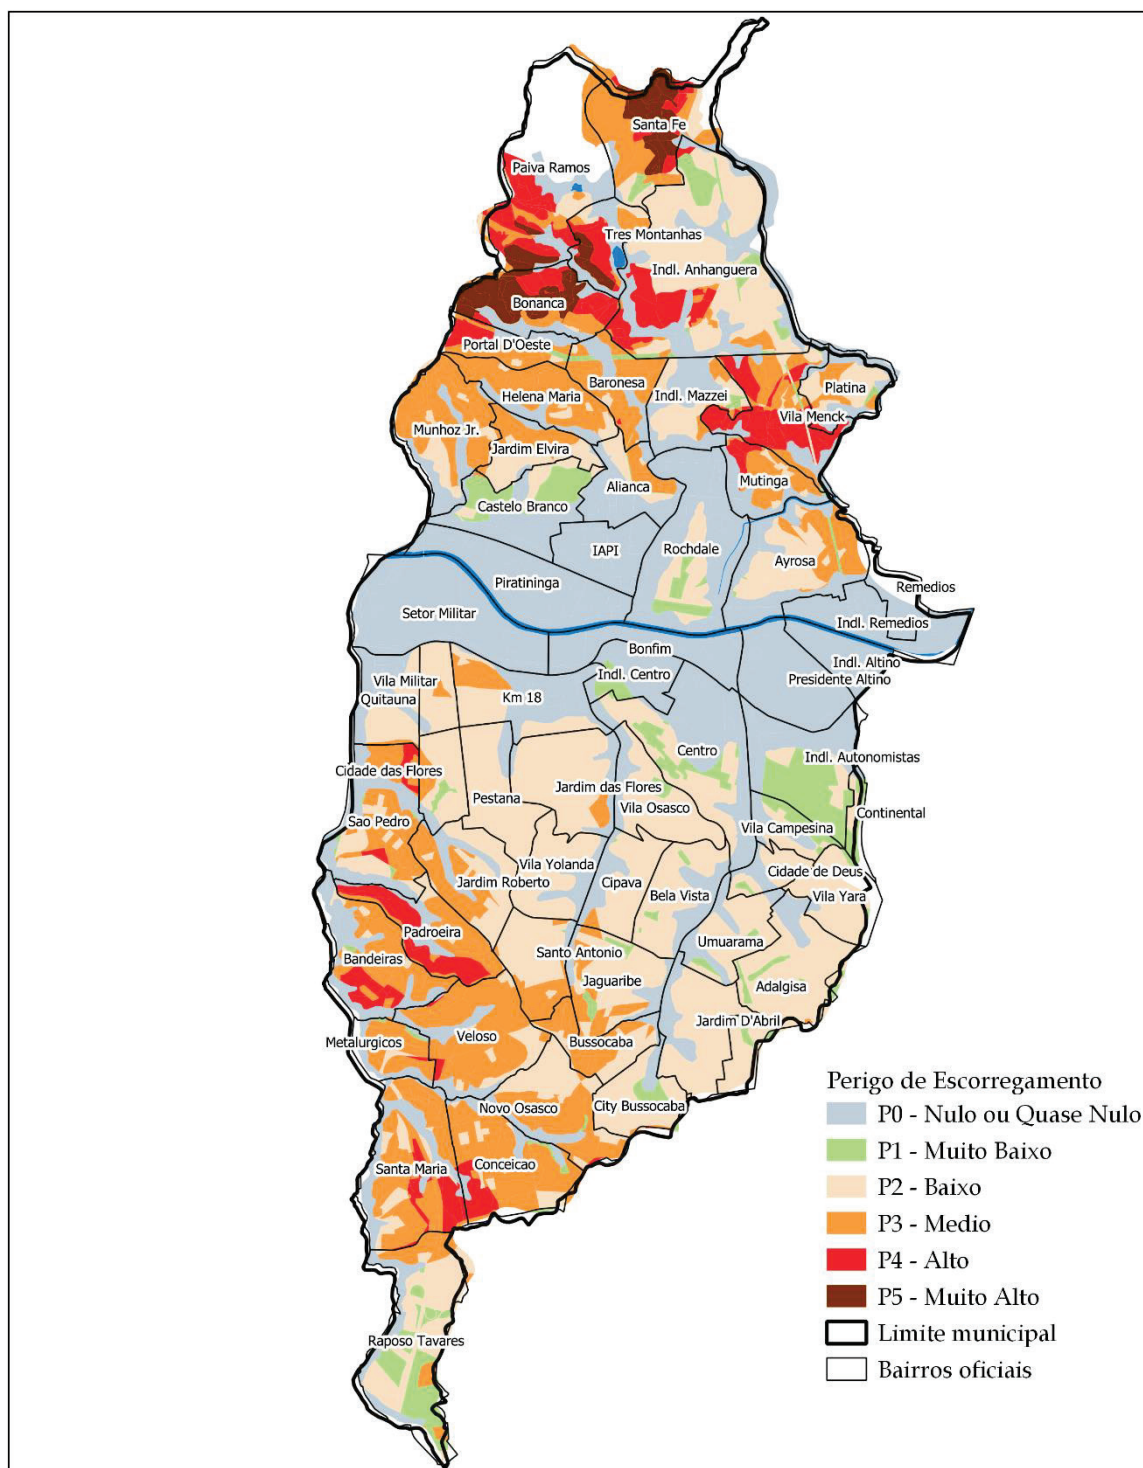 Santa Fe
Paiva Ramos
Tres Montanhas
Indl. Anhanguera
Bonanca
Portal D'Oeste
Baronesa
Helena Maria
Indl. Mazzei
Platina
Vila Menck
Munhoz Jr.
Jardim Elvira
Alianca
Mutinga
Castelo Branco
IAPI
Rochdale
Ayrosa
Piratininga
Remedios
Setor Militar
Indl. Remedios
Bonfim
Indl. Altino
Indl. Centro
Presidente Altino
Vila Militar
Quitauna
Km 18
Centro
Indl. Autonomistas
Cidade das Flores
Jardim das Flores
Pestana
Vila Osasco
Continental
Sao Pedro
Vila Campesina
Vila Yolanda
Cidade de Deus
Jardim Roberto
Cipava
Bela Vista
Vila Yara
Padroeira
Umuarama
Santo Antonio
Bandeiras
Jaguaribe
Adalgisa
Jardim D'Abril
Veloso
Metalurgicos
Bussocaba
Novo Osasco
City Bussocaba
Conceicao
Santa Maria
Raposo Tavares
Perigo de Escorregamento
P0 - Nulo ou Quase Nulo
P1 - Muito Baixo
P2 - Baixo
P3 - Medio
P4 - Alto
P5 - Muito Alto
Limite municipal
Bairros oficiais